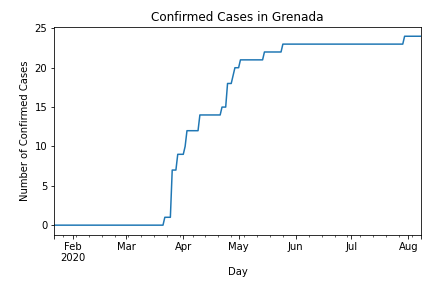 Confirmed Cases in Grenada
Number of Confirmed Cases
25
20
15
10
5
0
Feb Mar Apr May Jun Jul Aug
2020
Day